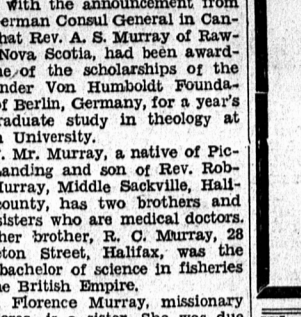 with the announcement from
erman Consul General in Can-
hat Rev. A. S. Murray of Raw-
Nova Scotia, had been award-
ne of the scholarships of the
nder Von Humboldt Founda-
of Berlin, Germany, for a year's
raduate study in theology at
University.
Mr. Murray, a native of Pic-
anding and son of Rev. Rob-
Murray, Middle Sackville, Hali-
county, has two brothers and
sisters who are medical doctors.
her brother, R. C. Murray, 28
ton Street, Halifax, was the
bachelor of science in fisheries
he British Empire.
Florence Murray, missionary